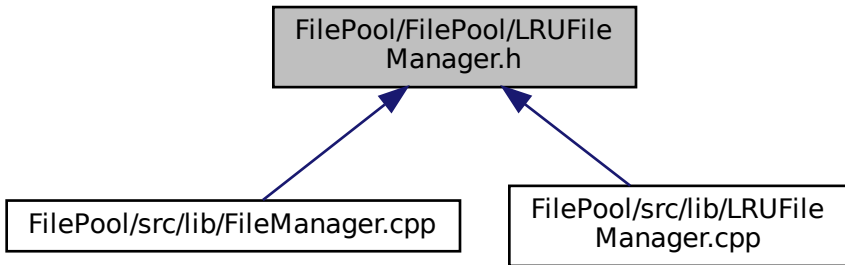 FilePool/FilePool/LRUFile
Manager.h
FilePool/src/lib/FileManager.cpp
FilePool/src/lib/LRUFile
Manager.cpp